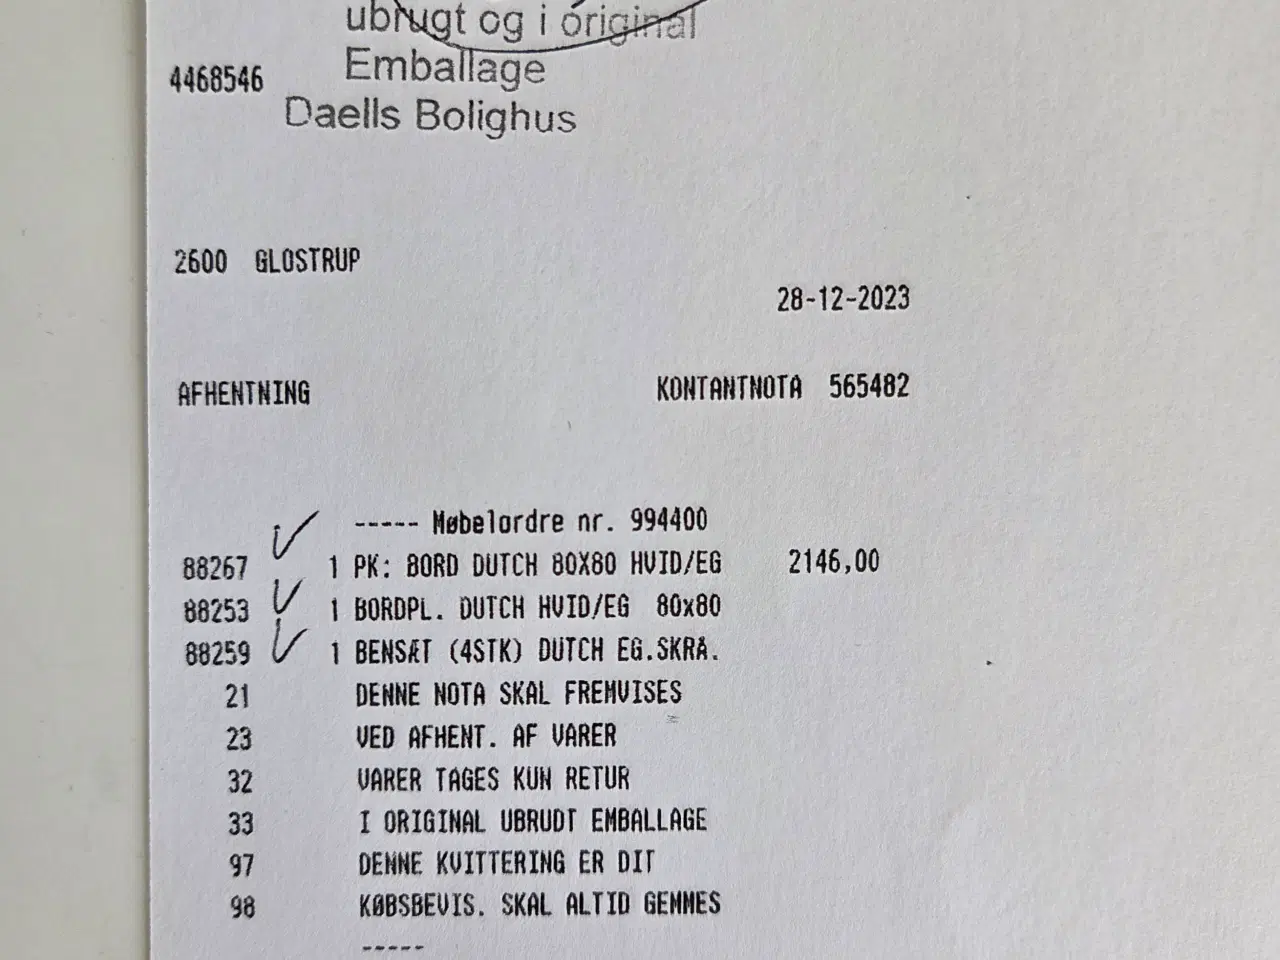 ubrugt og i original
Emballage
4468546
Daells Bolighus
2600 GLOSTRUP
28-12-2023
AFHENTNING KONTANTNOTA 565482
----- Møbelordre nr. 994400
88267 1 PK: BORD DUTCH 80X80 HVID/EG 2146,00
88253 1 BORDPL. DUTCH HVID/EG 80x80
88259 1 BENSÆT (4STK) DUTCH EG.SKRÅ.
21 DENNE NOTA SKAL FREMVISES
23 VED AFHENT. AF VARER
32 VARER TAGES KUN RETUR
33 I ORIGINAL UBRUDT EMBALLAGE
97 DENNE KVITTERING ER DIT
98 KØBSBEVIS. SKAL ALTID GEMMES
-----